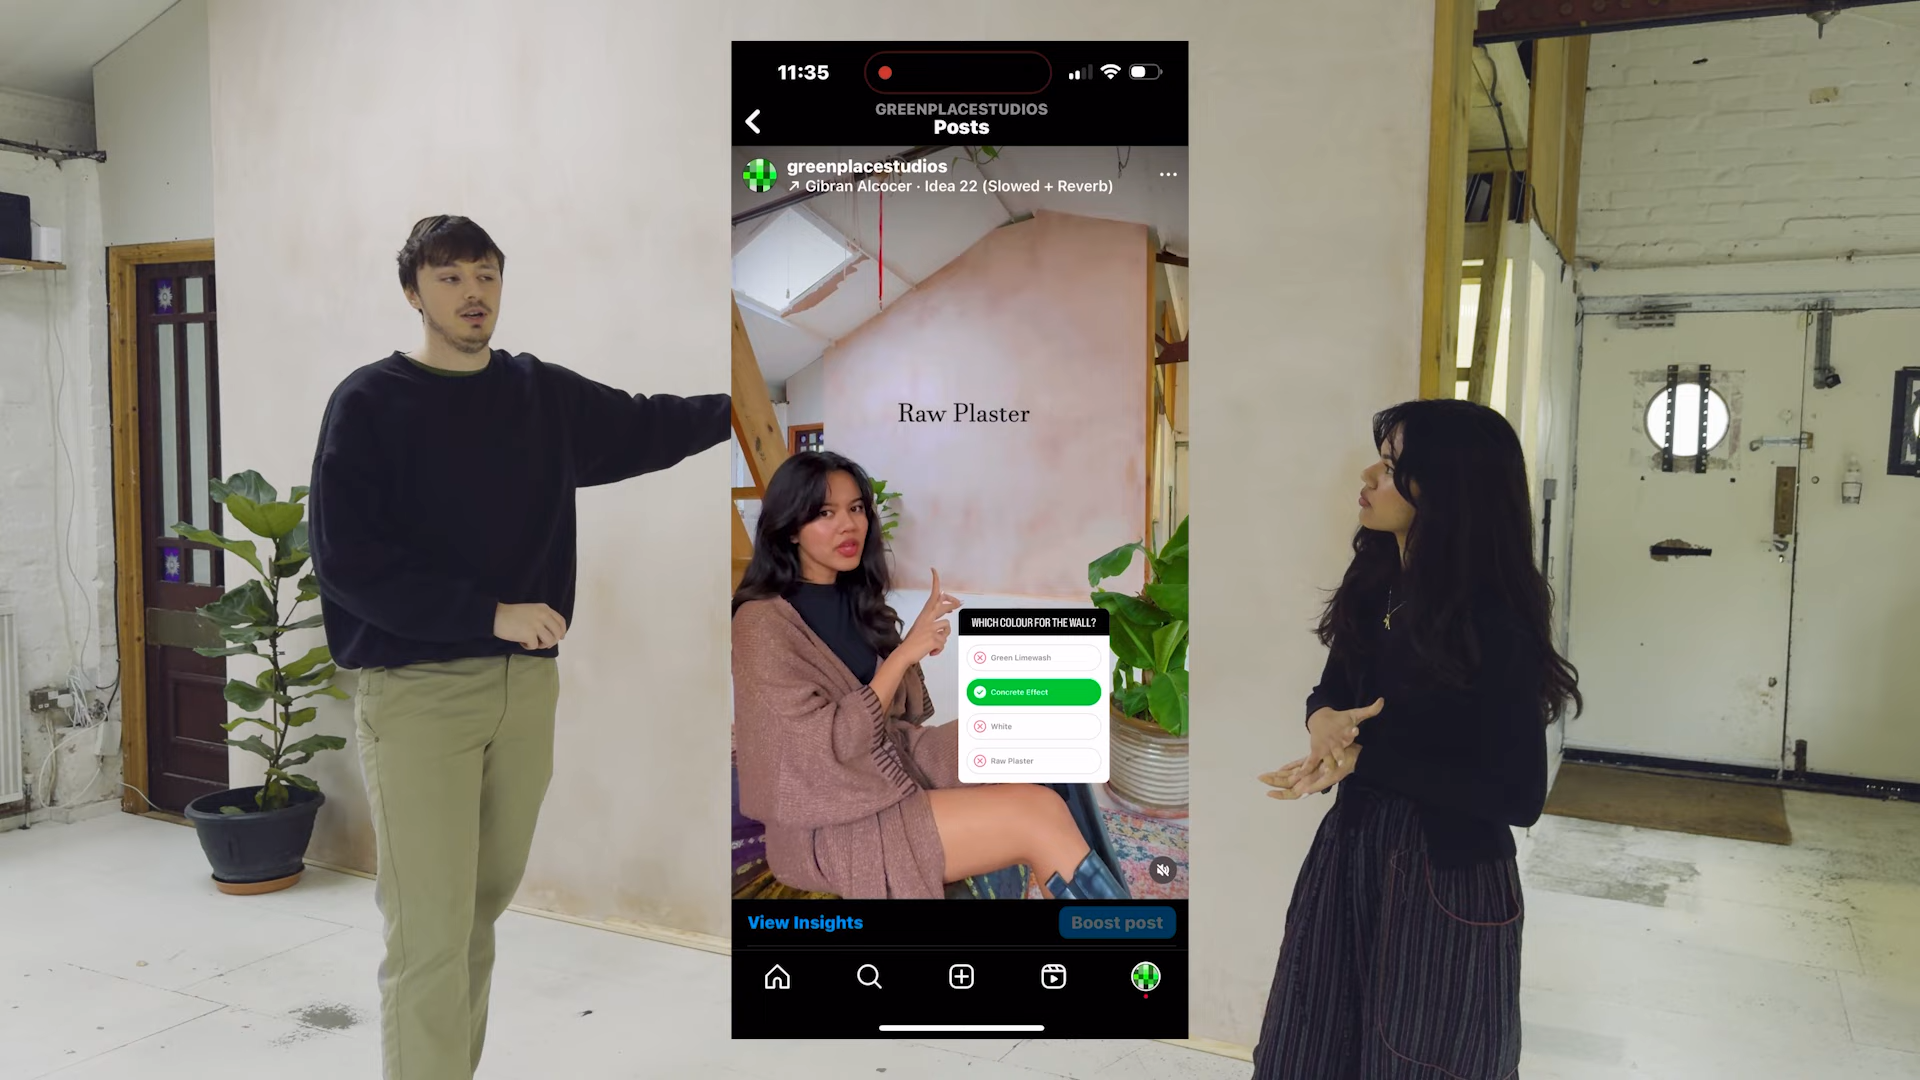 11:35
GREENPLACESTUDIOS
Posts
greenplacestudios
Gibran Alcocer · Idea 22 (Slowed + Reverb)
Raw Plaster
WHICH COLOUR FOR THE WALL?
Green Limewash
Concrete Effect
White
Raw Plaster
View Insights
Boost post